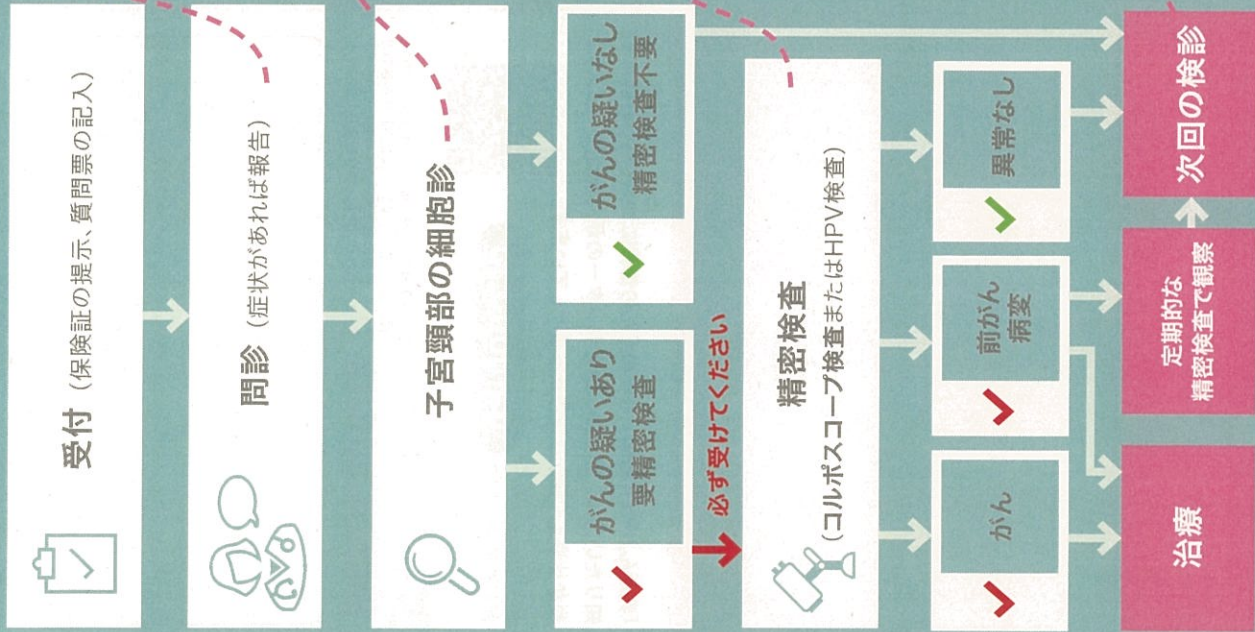 受付 (保険証の提示、質問票の記入)
問診 (症状があれば報告)
子宮頸部の細胞診
がんの疑いあり
要精密検査
がんの疑いなし
精密検査不要
必ず受けてください
精密検査
(コルポスコープ検査またはHPV検査)
がん
前がん
病変
異常なし
治療
定期的な
精密検査で観察
次回の検診